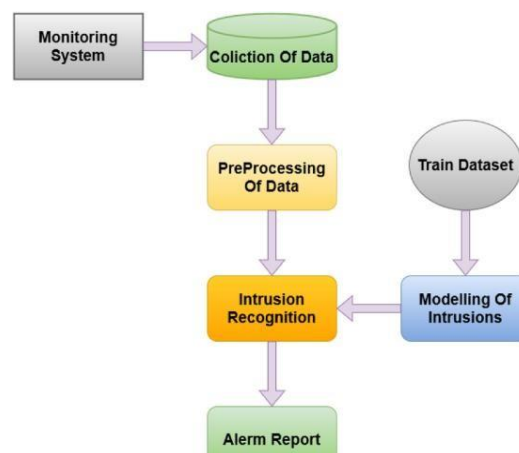 Monitoring
System
Coliction Of Data
PreProcessing
Of Data
Train Dataset
Intrusion
Recognition
Modelling Of
Intrusions
Alerm Report